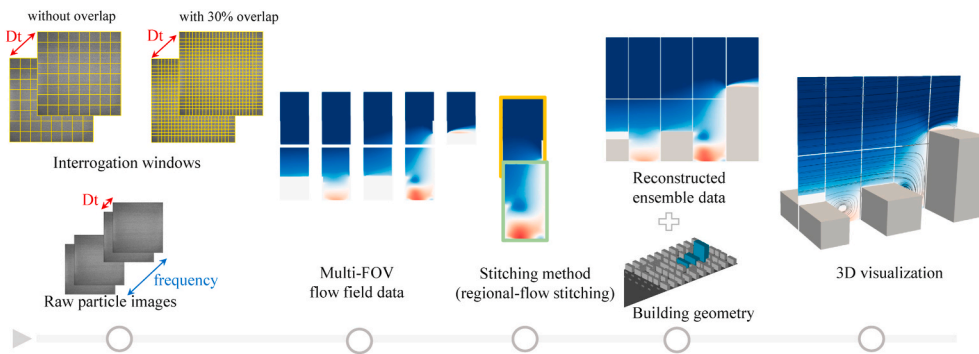 without overlap
with 30% overlap
Dt
Dt
Interrogation windows
Dt
frequency
Raw particle images
Multi-FOV
flow field data
Stitching method
(regional-flow stitching)
Reconstructed
ensemble data
Building geometry
3D visualization